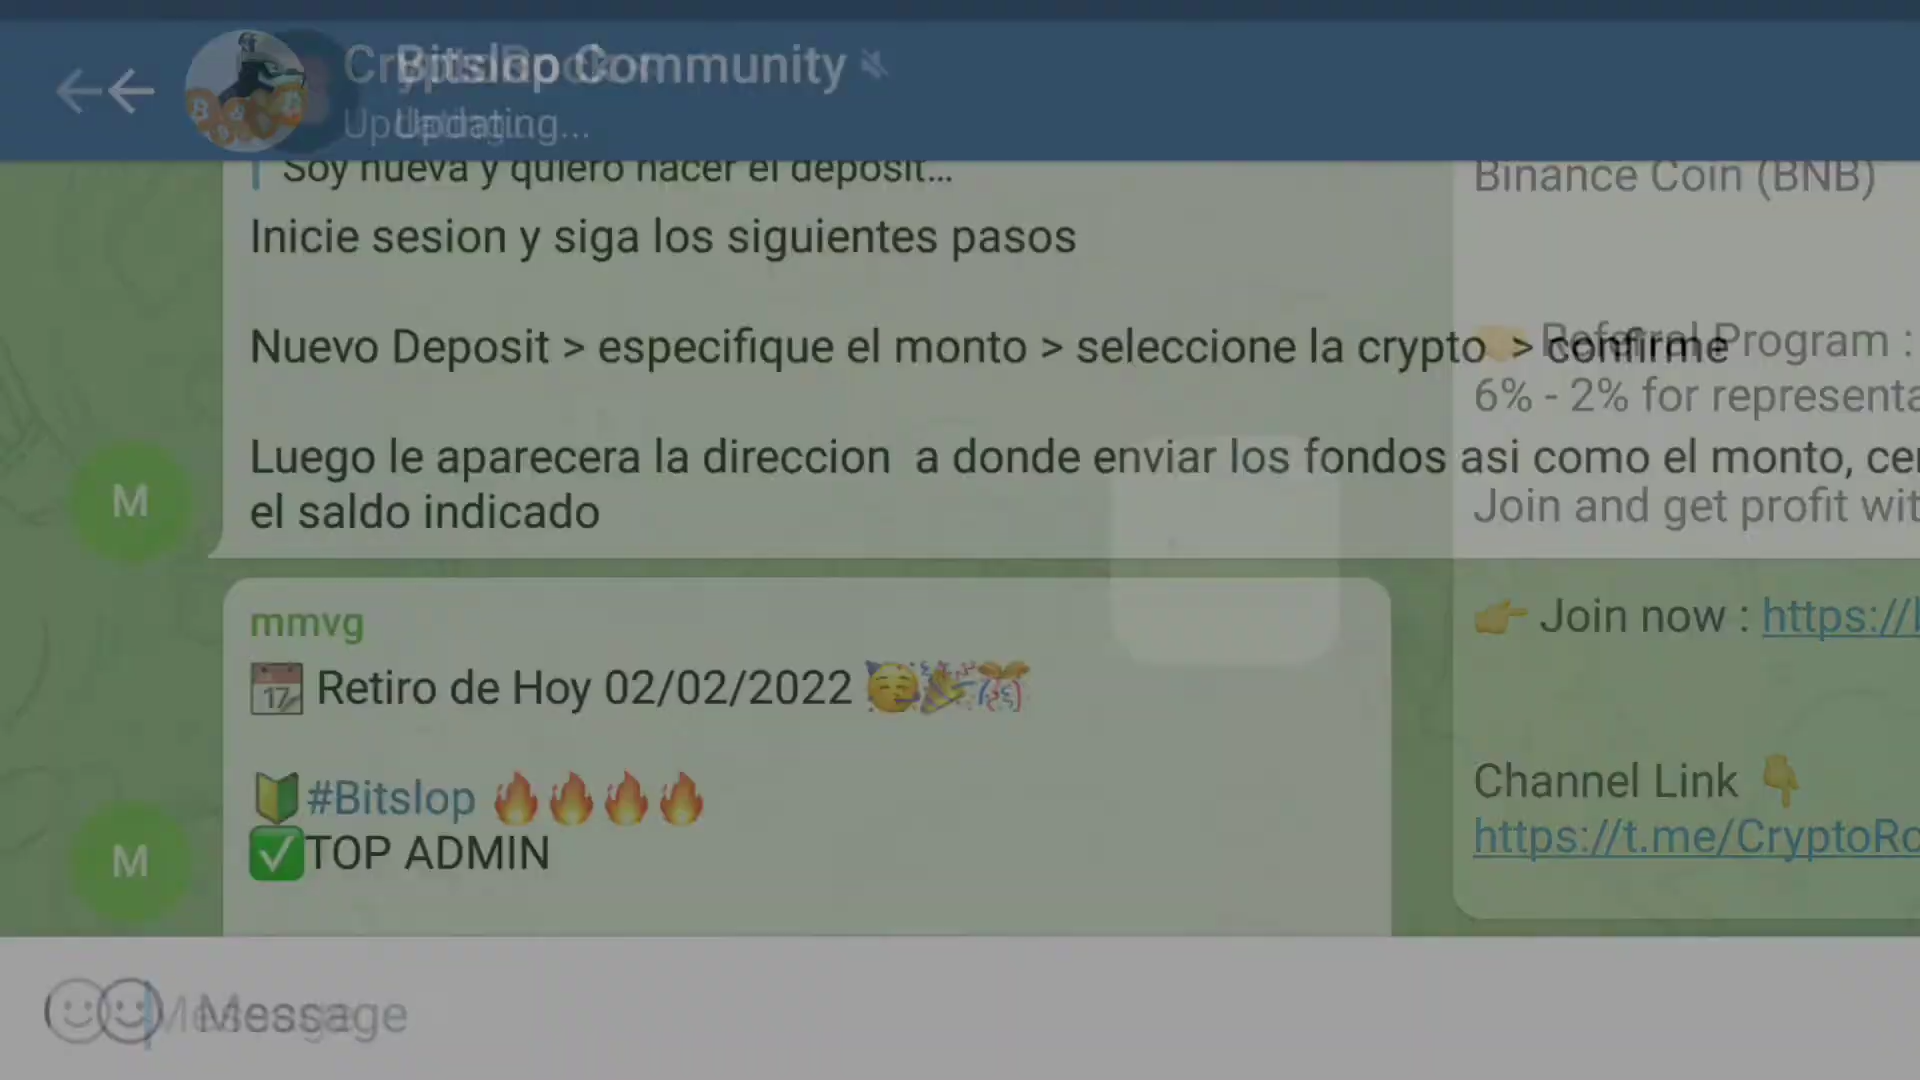 Bitslop Community
Updating...
Soy nueva y quiero hacer el deposit...
Binance Coin (BNB)
Inicie sesion y siga los siguientes pasos
Nuevo Deposit > especifique el monto > seleccione la crypto > confirme
Referral Program :
6% - 2% for representa
Luego le aparecera la direccion a donde enviar los fondos asi como el monto,
el saldo indicado
Join and get profit
M
mmvg
👉 Join now : https://b
17 Retiro de Hoy 02/02/2022 🥳🎉🎊
🔰#Bitslop 🔥🔥🔥🔥
✅TOP ADMIN
Channel Link 👇
https://t.me/CryptoRo
M
Message